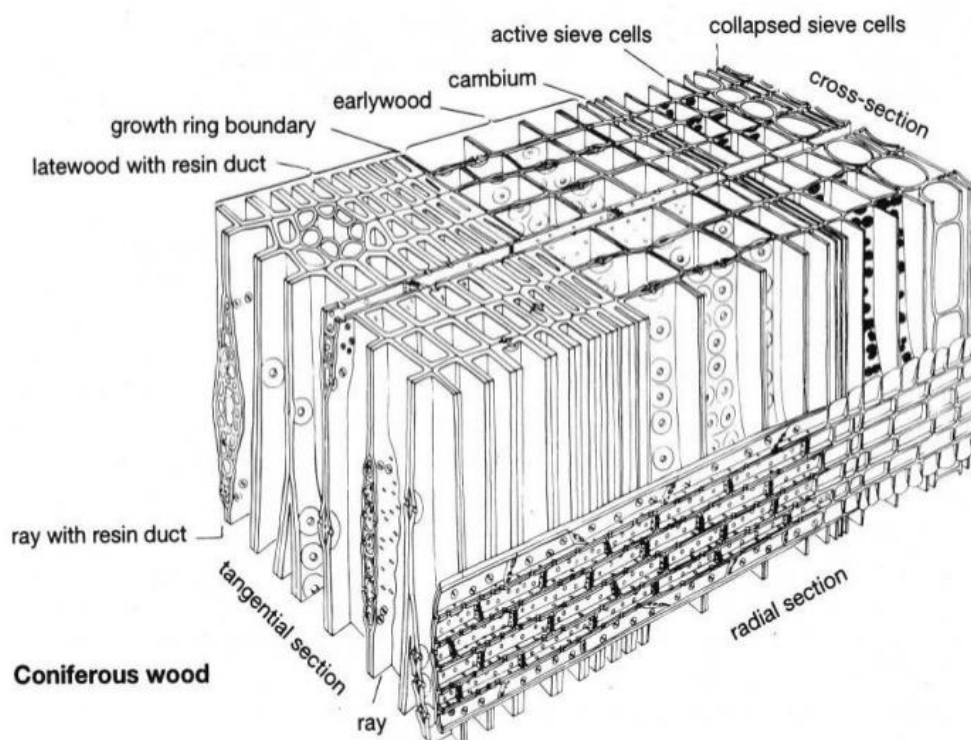 collapsed sieve cells
active sieve cells
cambium
cross-section
earlywood
growth ring boundary
latewood with resin duct
ray with resin duct
tangential section
radial section
Coniferous wood
ray